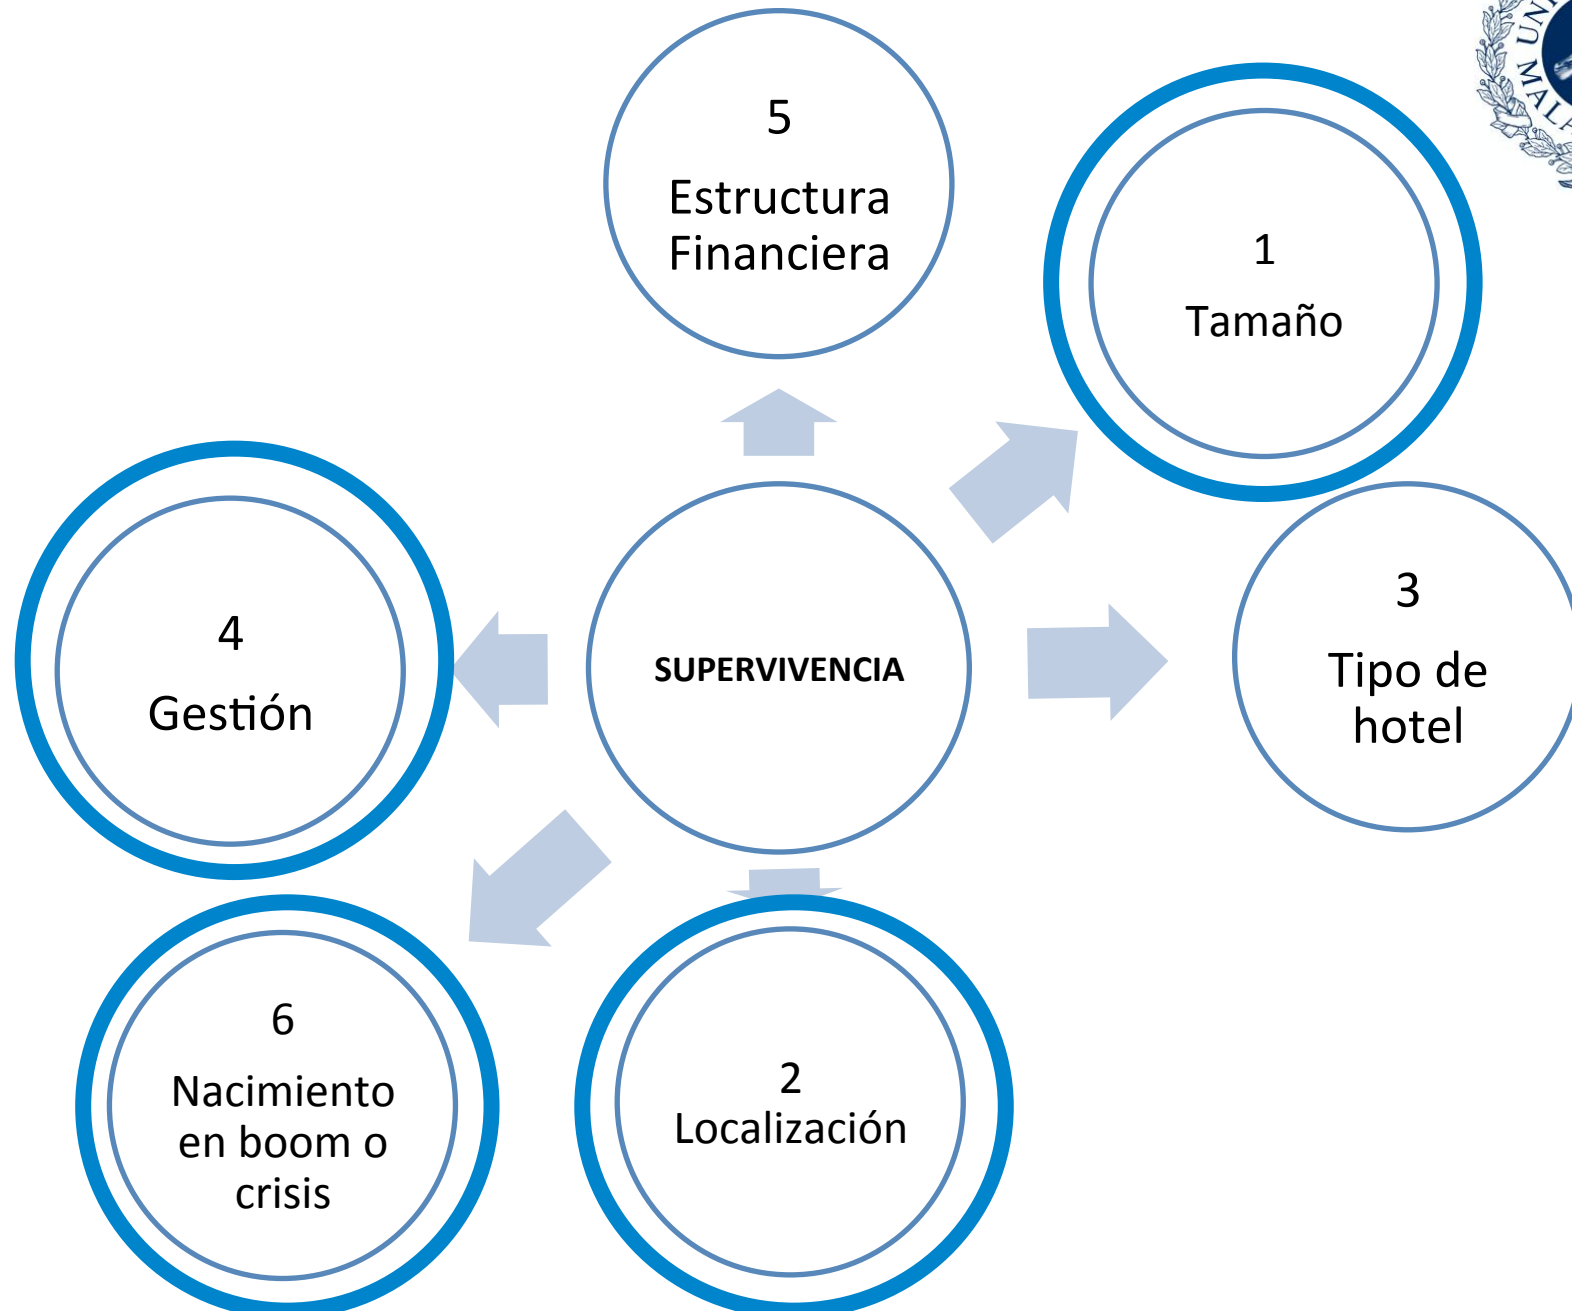 5
Estructura
Financiera
1
Tamaño
3
Tipo de
hotel
SUPERVIVENCIA
4
Gestión
6
Nacimiento
en boom o
crisis
2
Localización